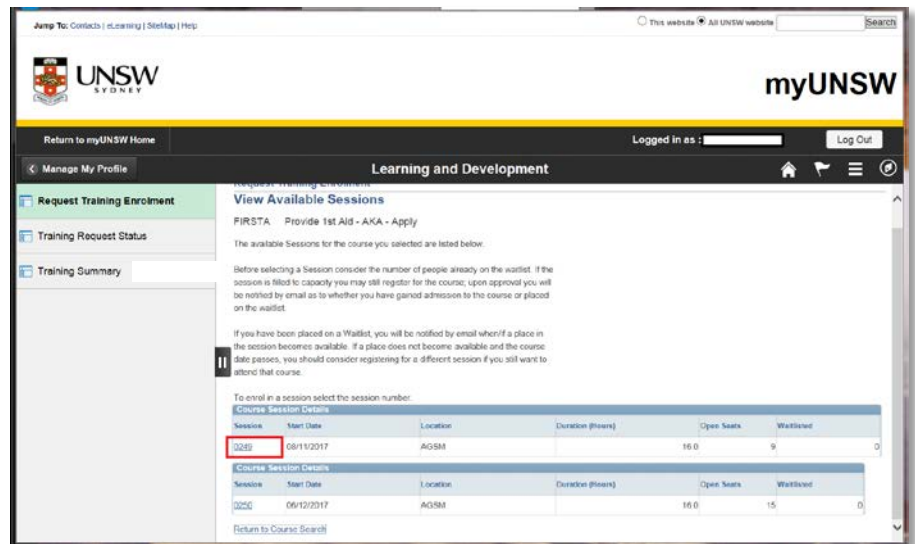 Jump To: Contacts | eLearning | SiteMap | Help
This website All UNSW website Search
UNSW
SYDNEY
myUNSW
Return to myUNSW Home
Logged in as :
Log Out
Manage My Profile
Learning and Development
Request Training Enrolment
Training Request Status
Training Summary
Request Training Enrolment
View Available Sessions
FIRSTA Provide 1st Aid - AKA - Apply
The available Sessions for the course you selected are listed below.
Before selecting a Session consider the number of people already on the waitlist. If the
session is filled to capacity you may still register for the course; upon approval you will
be notified by email as to whether you have gained admission to the course or placed
on the waitlist.
If you have been placed on a Waitlist, you will be notified by email when/if a place in
the session becomes available. If a place does not become available and the course
date passes, you should consider registering for a different session if you still want to
attend that course.
To enrol in a session select the session number.
Course Session Details
Session Start Date Location Duration (Hours) Open Seats Waitlisted
0249 08/11/2017 AGSM 16.0 9 0
Course Session Details
Session Start Date Location Duration (Hours) Open Seats Waitlisted
0250 06/12/2017 AGSM 16.0 15 0
Return to Course Search